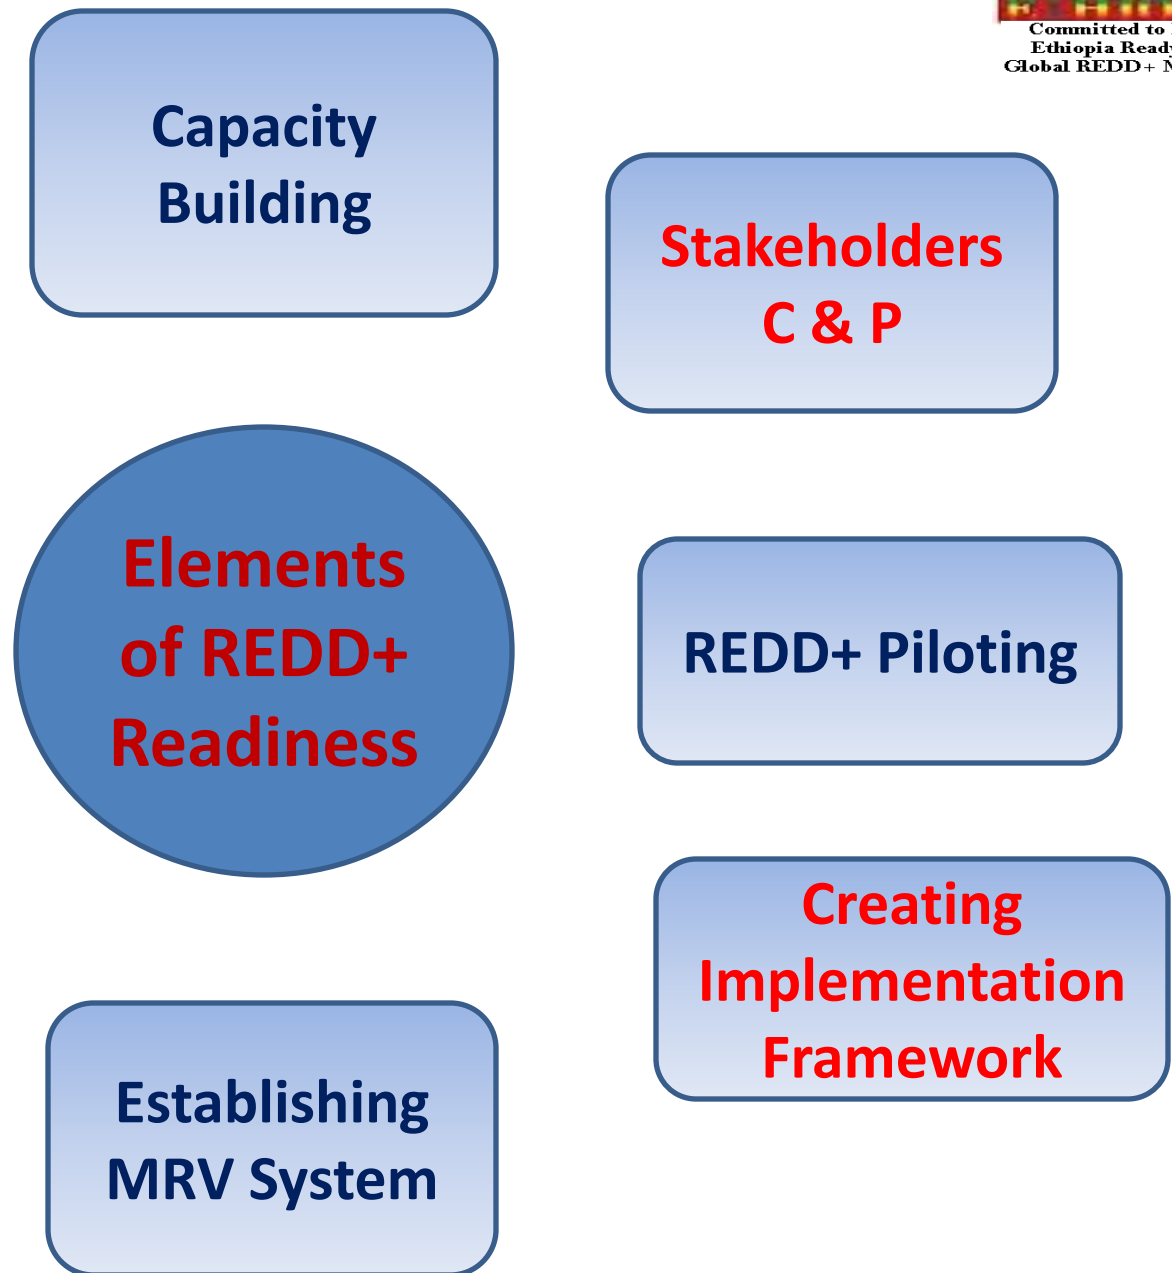 Capacity
Building
Committed to
Ethiopia Ready
Global REDD+ N
Stakeholders
C & P
Elements
of REDD+
Readiness
REDD+ Piloting
Creating
Implementation
Framework
Establishing
MRV System